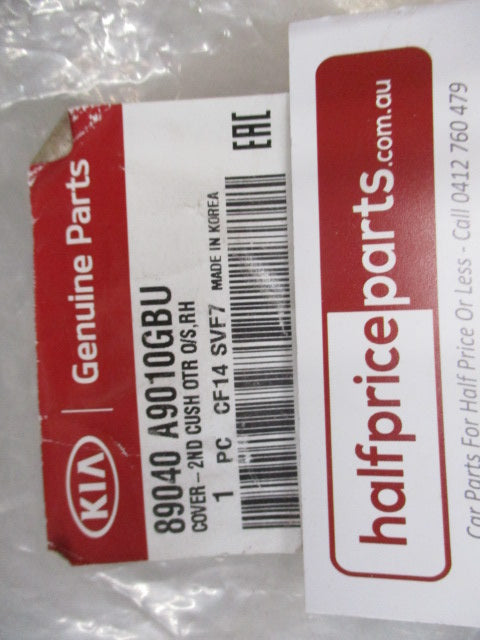 KIA
Genuine Parts
89040 A9010GBU
COVER-2ND CUSH OTR O/S,RH
1 PC CF14 SVF7 MADE IN KOREA
EAC
halfpriceparts.com.au
Car Parts For Half Price Or Less - Call 0412 760 479